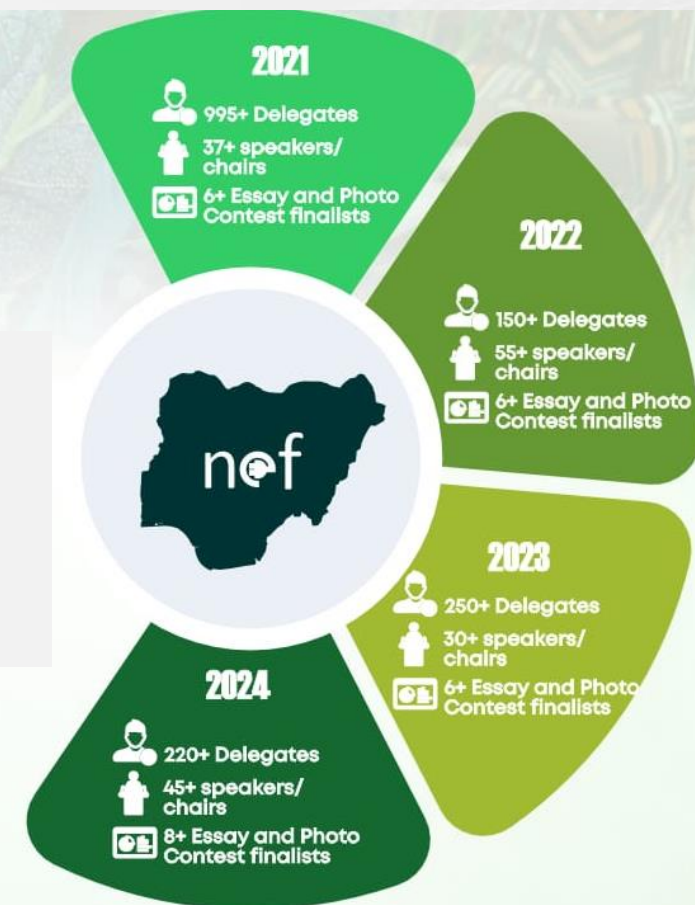 2021
995+ Delegates
37+ speakers/
chairs
6+ Essay and Photo
Contest finalists
2022
150+ Delegates
55+ speakers/
chairs
6+ Essay and Photo
Contest finalists
nef
2023
250+ Delegates
30+ speakers/
chairs
6+ Essay and Photo
Contest finalists
2024
220+ Delegates
45+ speakers/
chairs
8+ Essay and Photo
Contest finalists